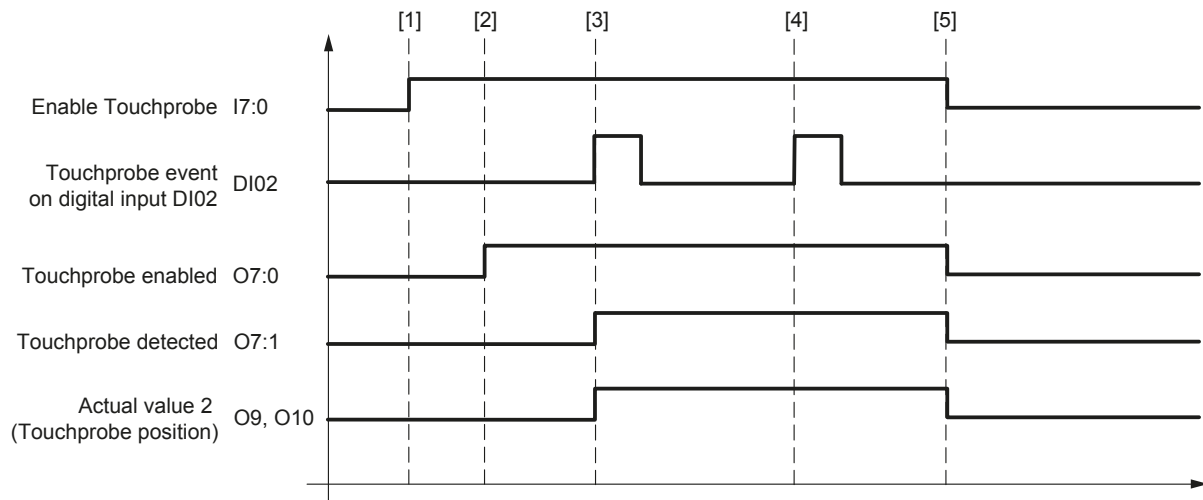 [1] [2] [3] [4] [5]
Enable Touchprobe I7:0
Touchprobe event
on digital input DI02
DI02
Touchprobe enabled O7:0
Touchprobe detected O7:1
Actual value 2
(Touchprobe position)
O9, O10